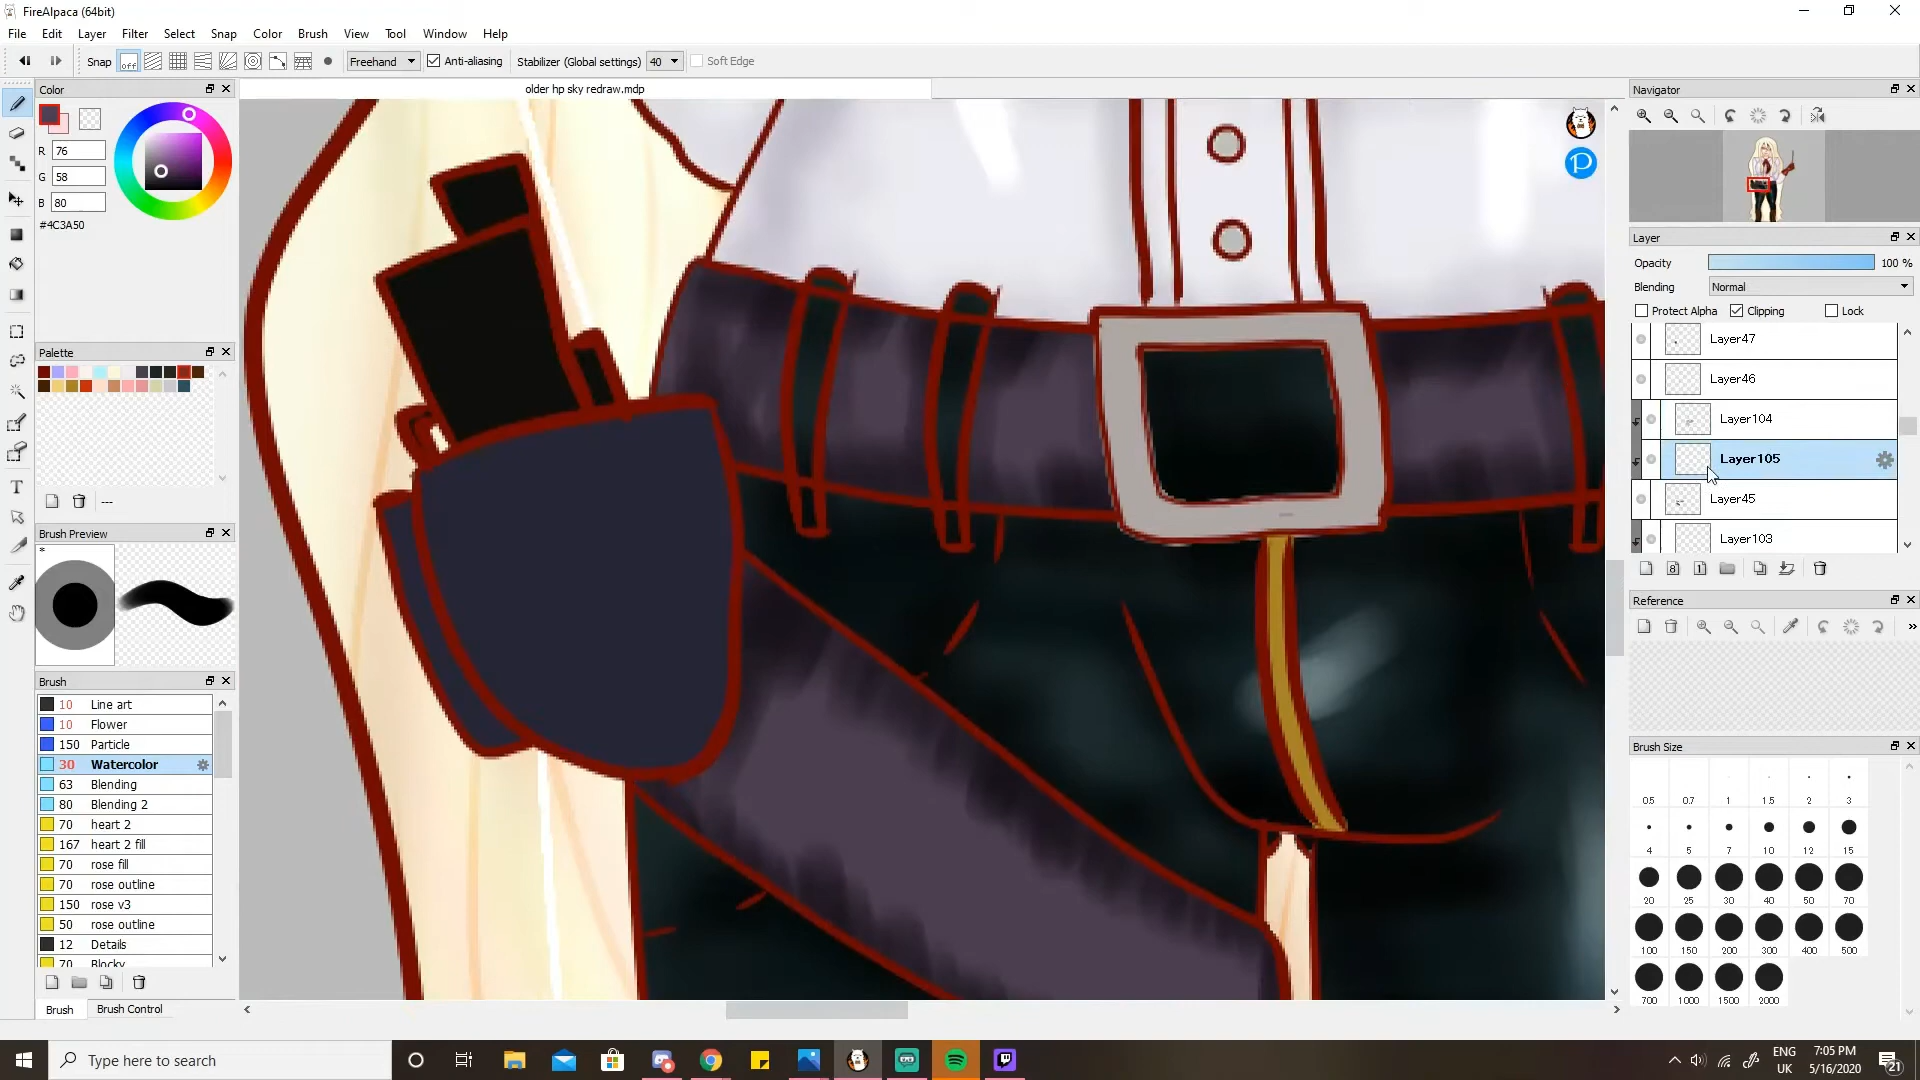 FireAlpaca (64bit)
File Edit Layer Filter Select Snap Color Brush View Tool Window Help
Snap off Freehand Anti-aliasing Stabilizer (Global settings) 40 Soft Edge
Color
R 76
G 58
B 80
#4C3A50
Palette
---
Brush Preview
*
Brush
10 Line art
10 Flower
150 Particle
30 Watercolor
63 Blending
80 Blending 2
70 heart 2
167 heart 2 fill
70 rose fill
70 rose outline
150 rose v3
50 rose outline
12 Details
70 Blocky
Brush Brush Control
older hp sky redraw.mdp
P
Navigator
Layer
Opacity 100 %
Blending Normal
Protect Alpha Clipping Lock
Layer47
Layer46
Layer104
Layer105
Layer45
Layer103
8 1
Reference
Brush Size
0.5 0.7 1 1.5 2 3
4 5 7 10 12 15
20 25 30 40 50 70
100 150 200 300 400 500
700 1000 1500 2000
Type here to search
ENG
UK
7:05 PM
5/16/2020
21